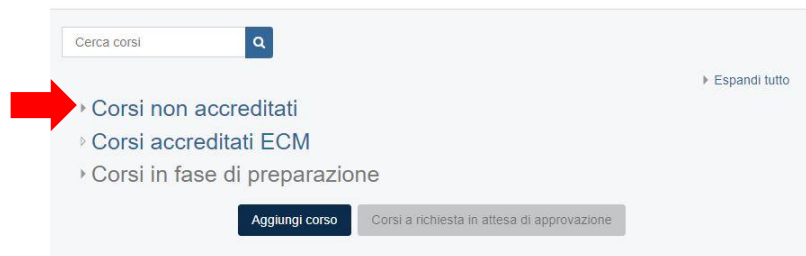 Cerca corsi
Espandi tutto
Corsi non accreditati
Corsi accreditati ECM
Corsi in fase di preparazione
Aggiungi corso
Corsi a richiesta in attesa di approvazione